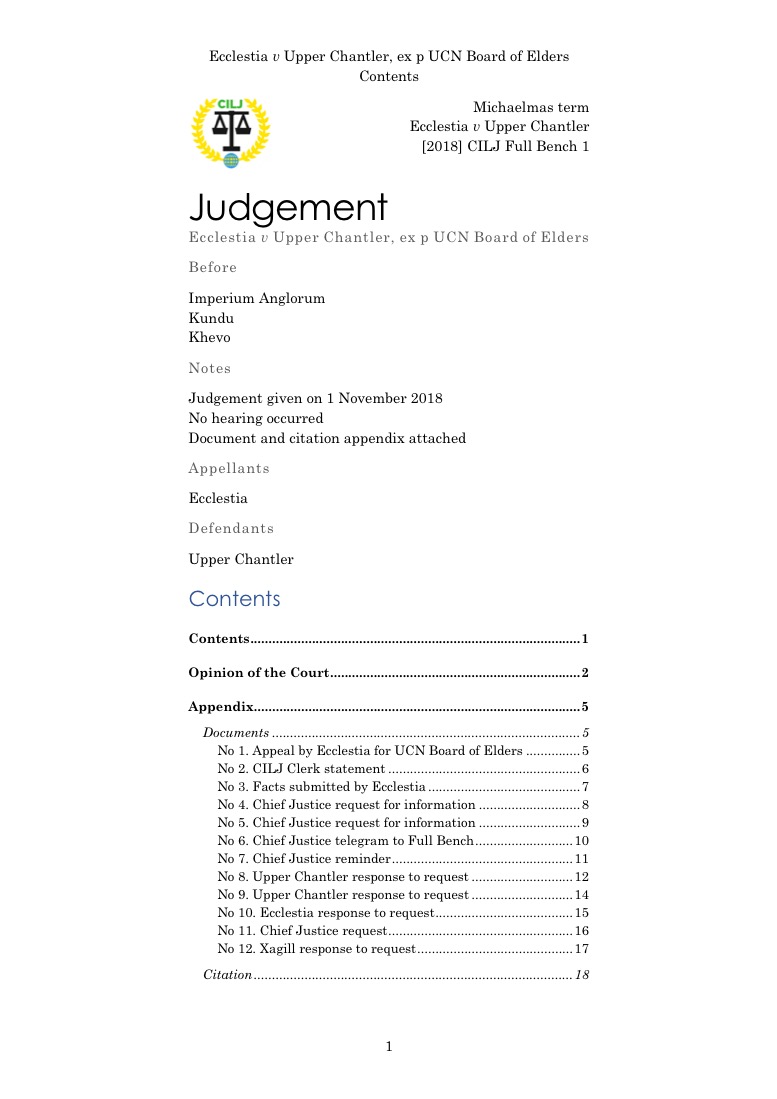 Ecclestia v Upper Chantler, ex p UCN Board of Elders
Contents
CILJ
Michaelmas term
Ecclestia v Upper Chantler
[2018] CILJ Full Bench 1
Judgement
Ecclestia v Upper Chantler, ex p UCN Board of Elders
Before
Imperium Anglorum
Kundu
Khevo
Notes
Judgement given on 1 November 2018
No hearing occurred
Document and citation appendix attached
Appellants
Ecclestia
Defendants
Upper Chantler
Contents
Contents...1
Opinion of the Court...2
Appendix...5
Documents...5
No 1. Appeal by Ecclestia for UCN Board of Elders...5
No 2. CILJ Clerk statement...6
No 3. Facts submitted by Ecclestia...7
No 4. Chief Justice request for information...8
No 5. Chief Justice request for information...9
No 6. Chief Justice telegram to Full Bench...10
No 7. Chief Justice reminder...11
No 8. Upper Chantler response to request...12
No 9. Upper Chantler response to request...14
No 10. Ecclestia response to request...15
No 11. Chief Justice request...16
No 12. Xagill response to request...17
Citation...18
1